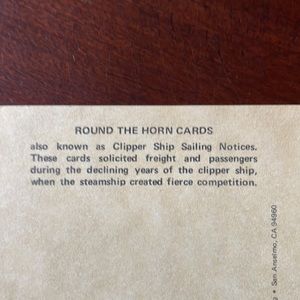 ROUND THE HORN CARDS
also known as Clipper Ship Sailing Notices.
These cards solicited freight and passengers
during the declining years of the clipper ship,
when the steamship created fierce competition.
• San Anselmo, CA 94960